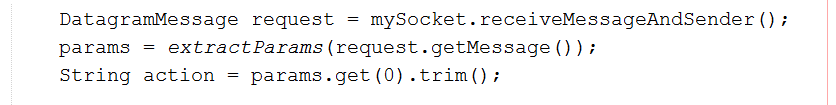 DatagramMessage request = mySocket.receiveMessageAndSender();
params = extractParams(request.getMessage());
String action = params.get(0).trim();